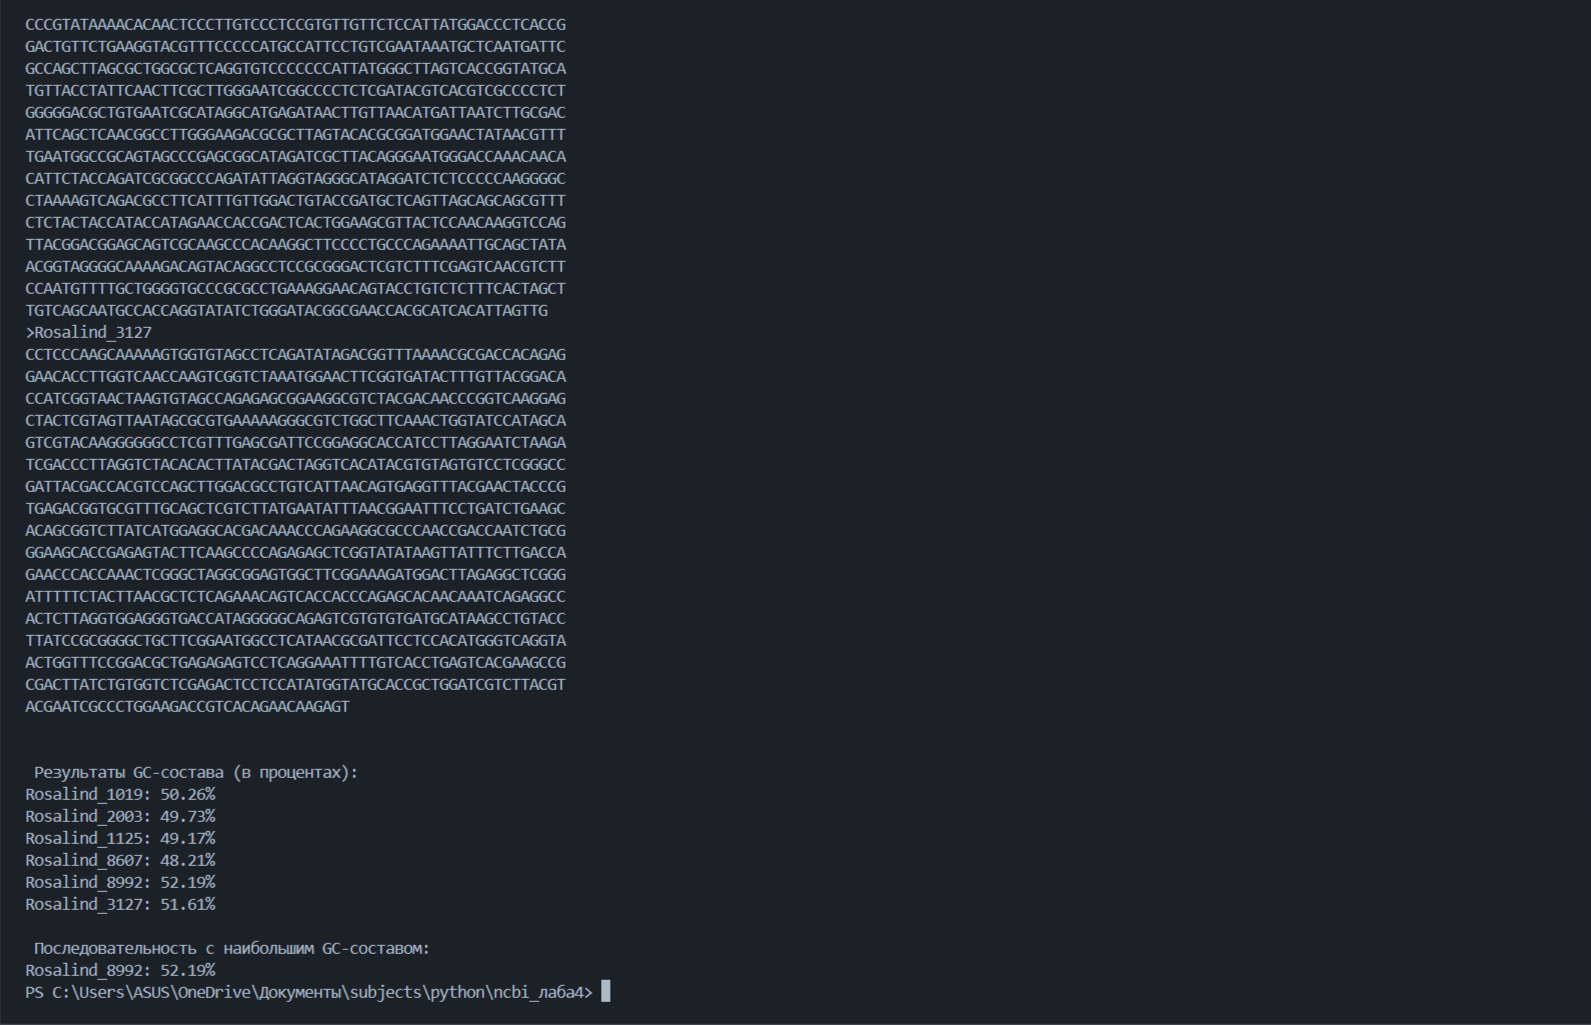 CCCGTATAAAACACAACTCCCTTGTCCCTCCGTGTTGTTCTCCATTATGGACCCTCACCG
GACTGTTCTGAAGGTACGTTTCCCCCATGCCATTCCTGTCGAATAAATGCTCAATGATTC
GCCAGCTTAGCGCTGGCGCTCAGGTGTCCCCCCCATTATGGGCTTAGTCACCGGTATGCA
TGTTACCTATTCAACTTCGCTTGGGAATCGGCCCCTCTCGATACGTCACGTCGCCCCTCT
GGGGGACGCTGTGAATCGCATAGGCATGAGATAACTTGTTAACATGATTAATCTTGCGAC
ATTCAGCTCAACGGCCTTGGGAAGACGCGCTTAGTACACGCGGATGGAACTATAACGTTT
TGAATGGCCGCAGTAGCCCGAGCGGCATAGATCGCTTACAGGGAATGGGACCAAACAACA
CATTCTACCAGATCGCGGCCCAGATATTAGGTAGGGCATAGGATCTCTCCCCCAAGGGGC
CTAAAAGTCAGACGCCTTCATTTGTTGGACTGTACCGATGCTCAGTTAGCAGCAGCGTTT
CTCTACTACCATACCATAGAACCACCGACTCACTGGAAGCGTTACTCCAACAAGGTCCAG
TTACGGACGGAGCAGTCGCAAGCCCACAAGGCTTCCCCTGCCCAGAAAATTGCAGCTATA
ACGGTAGGGGCAAAAGACAGTACAGGCCTCCGCGGGACTCGTCTTTCGAGTCAACGTCTT
CCAATGTTTTGCTGGGGTGCCCGCGCCTGAAAGGAACAGTACCTGTCTCTTTCACTAGCT
TGTCAGCAATGCCACCAGGTATATCTGGGATACGGCGAACCACGCATCACATTAGTTG
>Rosalind_3127
CCTCCCAAGCAAAAAGTGGTGTAGCCTCAGATATAGACGGTTTAAAACGCGACCACAGAG
GAACACCTTGGTCAACCAAGTCGGTCTAAATGGAACTTCGGTGATACTTTGTTACGGACA
CCATCGGTAACTAAGTGTAGCCAGAGAGCGGAAGGCGTCTACGACAACCCGGTCAAGGAG
CTACTCGTAGTTAATAGCGCGTGAAAAAGGGCGTCTGGCTTCAAACTGGTATCCATAGCA
GTCGTACAAGGGGGGCCTCGTTTGAGCGATTCCGGAGGCACCATCCTTAGGAATCTAAGA
TCGACCCTTAGGTCTACACACTTATACGACTAGGTCACATACGTGTAGTGTCCTCGGGCC
GATTACGACCACGTCCAGCTTGGACGCCTGTCATTAACAGTGAGGTTTACGAACTACCCG
TGAGACGGTGCGTTTGCAGCTCGTCTTATGAATATTTAACGGAATTTCCTGATCTGAAGC
ACAGCGGTCTTATCATGGAGGCACGACAAACCCAGAAGGCGCCCAACCGACCAATCTGCG
GGAAGCACCGAGAGTACTTCAAGCCCCAGAGAGCTCGGTATATAAGTTATTTCTTGACCA
GAACCCACCAAACTCGGGCTAGGCGGAGTGGCTTCGGAAAGATGGACTTAGAGGCTCGGG
ATTTTTCTACTTAACGCTCTCAGAAACAGTCACCACCCAGAGCACAACAAATCAGAGGCC
ACTCTTAGGTGGAGGGTGACCATAGGGGGCAGAGTCGTGTGTGATGCATAAGCCTGTACC
TTATCCGCGGGGCTGCTTCGGAATGGCCTCATAACGCGATTCCTCCACATGGGTCAGGTA
ACTGGTTTCCGGACGCTGAGAGAGTCCTCAGGAAATTTTGTCACCTGAGTCACGAAGCCG
CGACTTATCTGTGGTCTCGAGACTCCTCCATATGGTATGCACCGCTGGATCGTCTTACGT
ACGAATCGCCCTGGAAGACCGTCACAGAACAAGAGT
Результаты GC-состава (в процентах):
Rosalind_1019: 50.26%
Rosalind_2003: 49.73%
Rosalind_1125: 49.17%
Rosalind_8607: 48.21%
Rosalind_8992: 52.19%
Rosalind_3127: 51.61%
Последовательность с наибольшим GC-составом:
Rosalind_8992: 52.19%
PS C:\Users\ASUS\OneDrive\Документы\subjects\python\ncbi_лаба4>